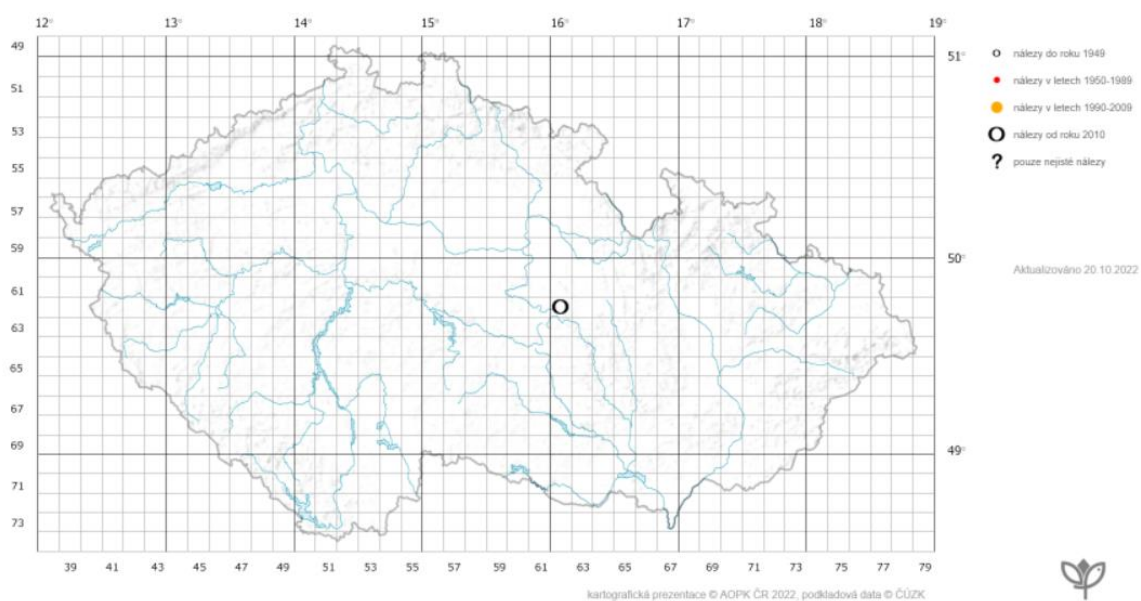 12° 13° 14° 15° 16° 17° 18° 19°
49
51
53
55
57
59
61
63
65
67
69
71
73
51°
50°
49°
39 41 43 45 47 49 51 53 55 57 59 61 63 65 67 69 71 73 75 77 79
nálezy do roku 1949
nálezy v letech 1950-1989
nálezy v letech 1990-2009
nálezy od roku 2010
? pouze nejisté nálezy
Aktualizováno 20.10.2022
kartografická prezentace © AOPK ČR 2022, podkladová data © ČÚZK